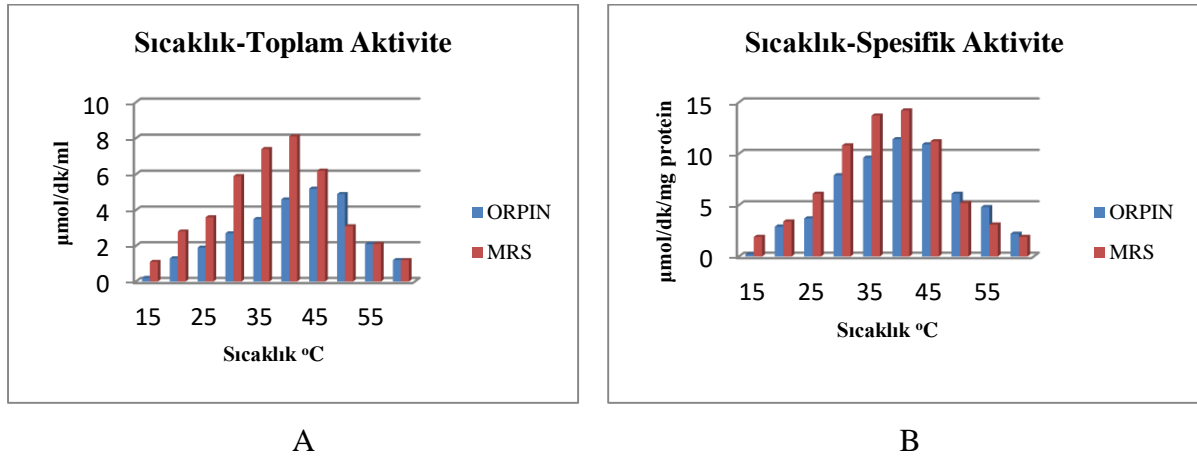 Sıcaklık-Toplam Aktivite
µmol/dk/ml
10
8
6
4
2
0
15 25 35 45 55
Sıcaklık ᵒC
ORPIN
MRS
A
Sıcaklık-Spesifik Aktivite
µmol/dk/mg protein
15
10
5
0
15 25 35 45 55
Sıcaklık ᵒC
ORPIN
MRS
B